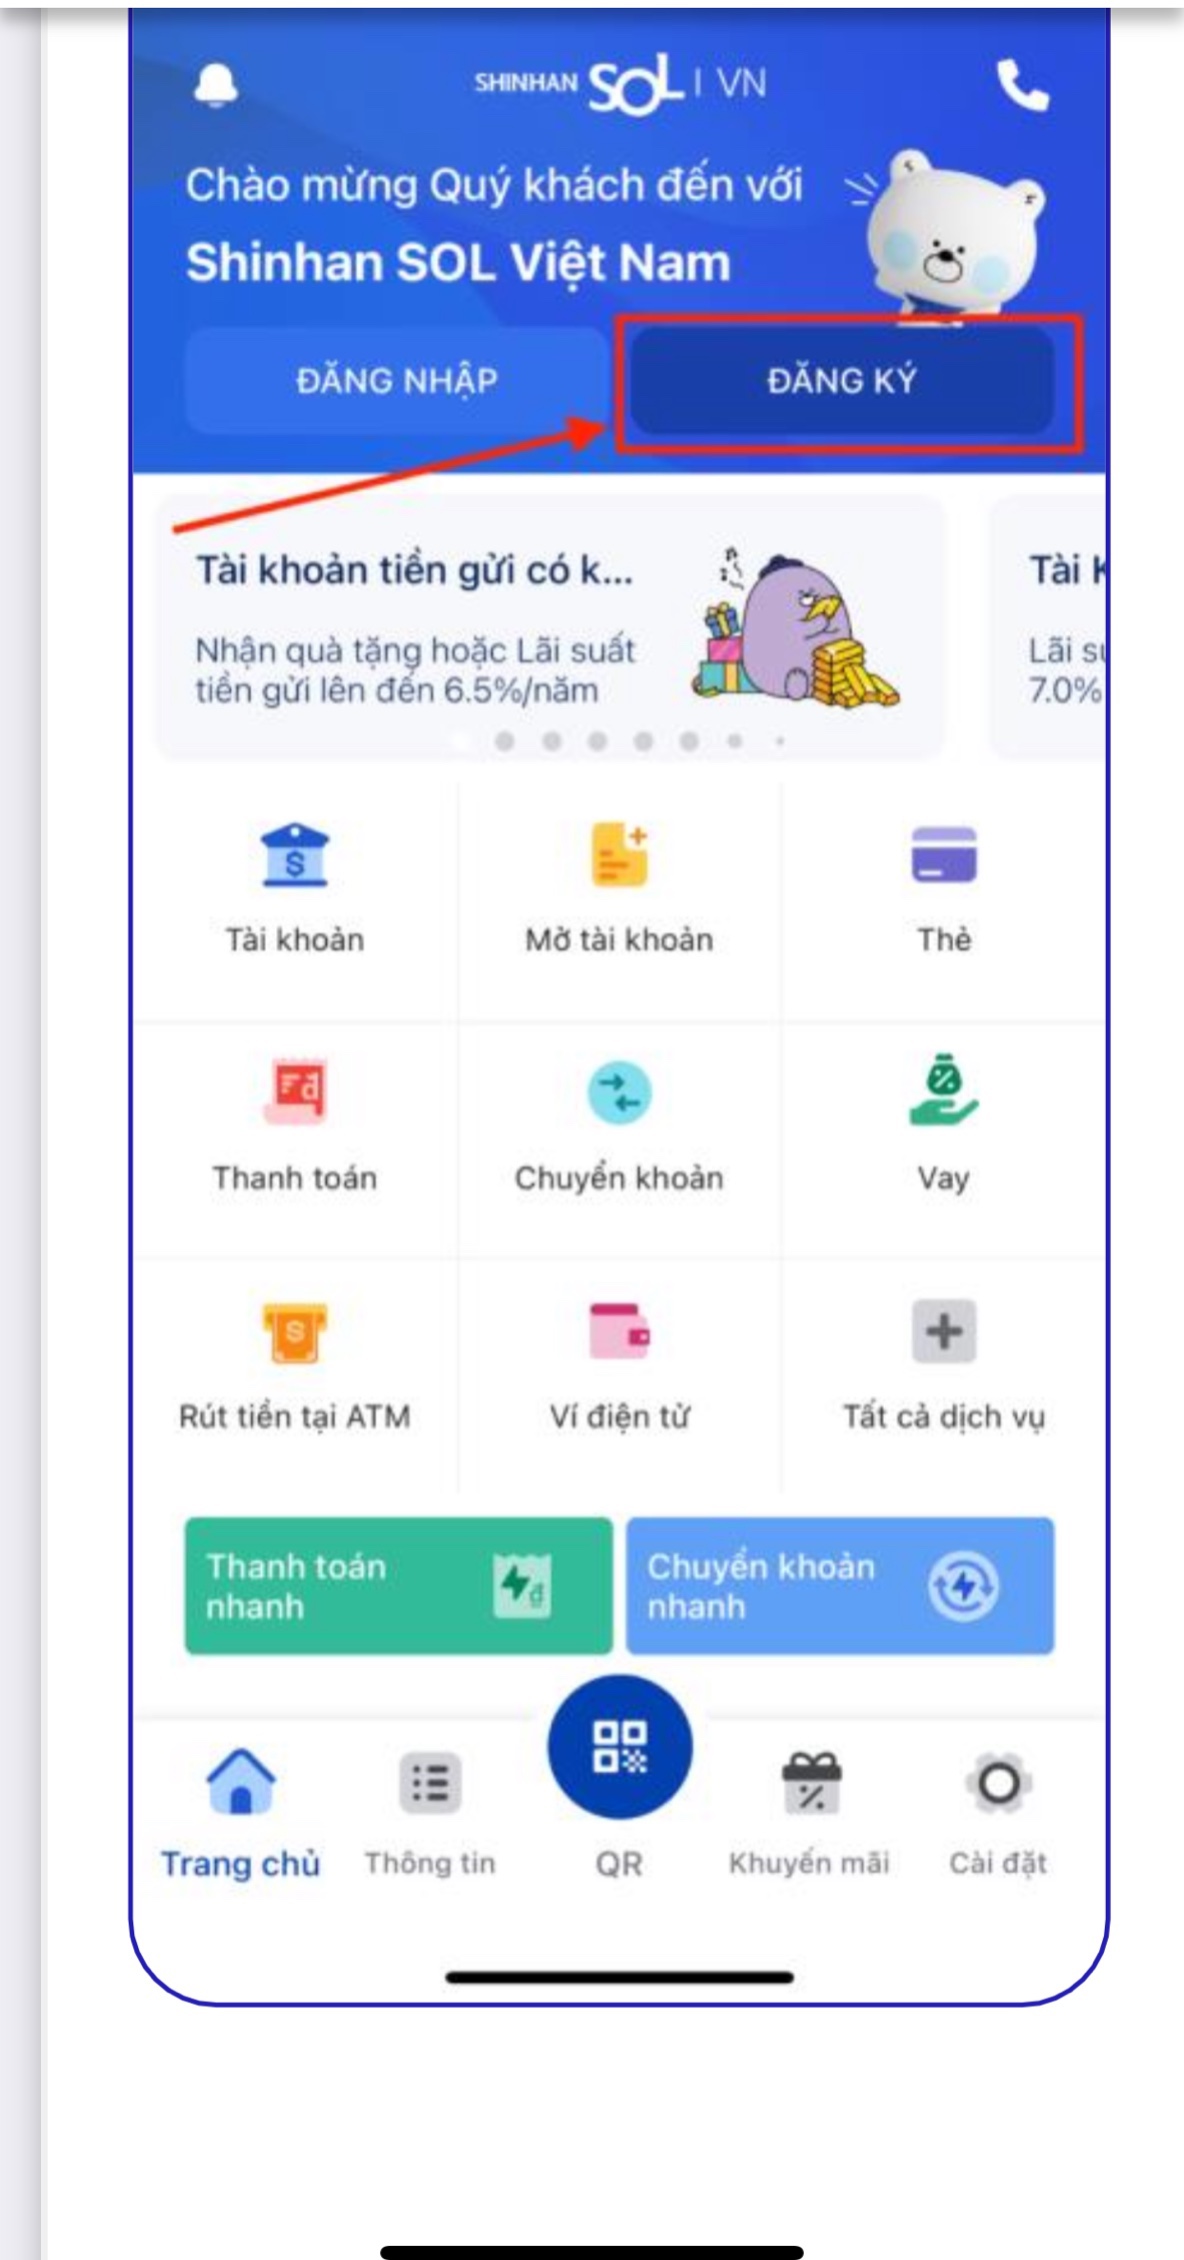 SHINHAN SOL | VN
Chào mừng Quý khách đến với
Shinhan SOL Việt Nam
ĐĂNG NHẬP
ĐĂNG KÝ
Tài khoản tiền gửi có k...
Nhận quà tặng hoặc Lãi suất
tiền gửi lên đến 6.5%/năm
Tài K
Lãi su
7.0%
Tài khoản
Mở tài khoản
Thẻ
Thanh toán
Chuyển khoản
Vay
Rút tiền tại ATM
Ví điện tử
Tất cả dịch vụ
Thanh toán
nhanh
Chuyển khoản
nhanh
Trang chủ
Thông tin
QR
Khuyến mãi
Cài đặt